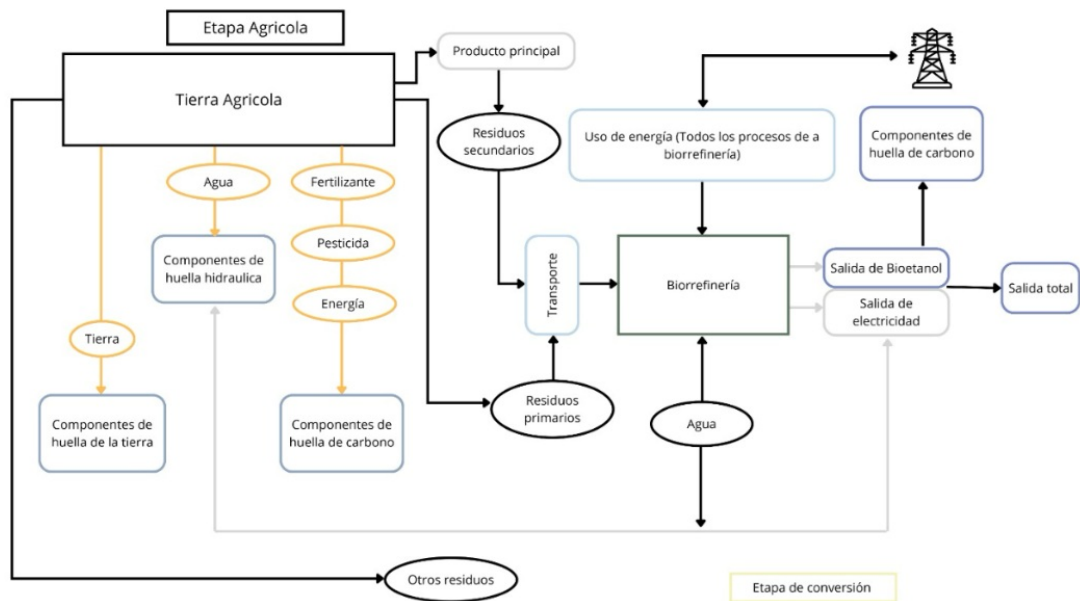 Etapa Agricola
Tierra Agricola
Producto principal
Residuos
secundarios
Uso de energía (Todos los procesos de a
biorrefinería)
Componentes de
huella de carbono
Agua
Fertilizante
Pesticida
Energía
Componentes de
huella hidraulica
Tierra
Componentes de
huella de la tierra
Componentes de
huella de carbono
Transporte
Residuos
primarios
Biorrefinería
Salida de Bioetanol
Salida de
electricidad
Salida total
Agua
Otros residuos
Etapa de conversión